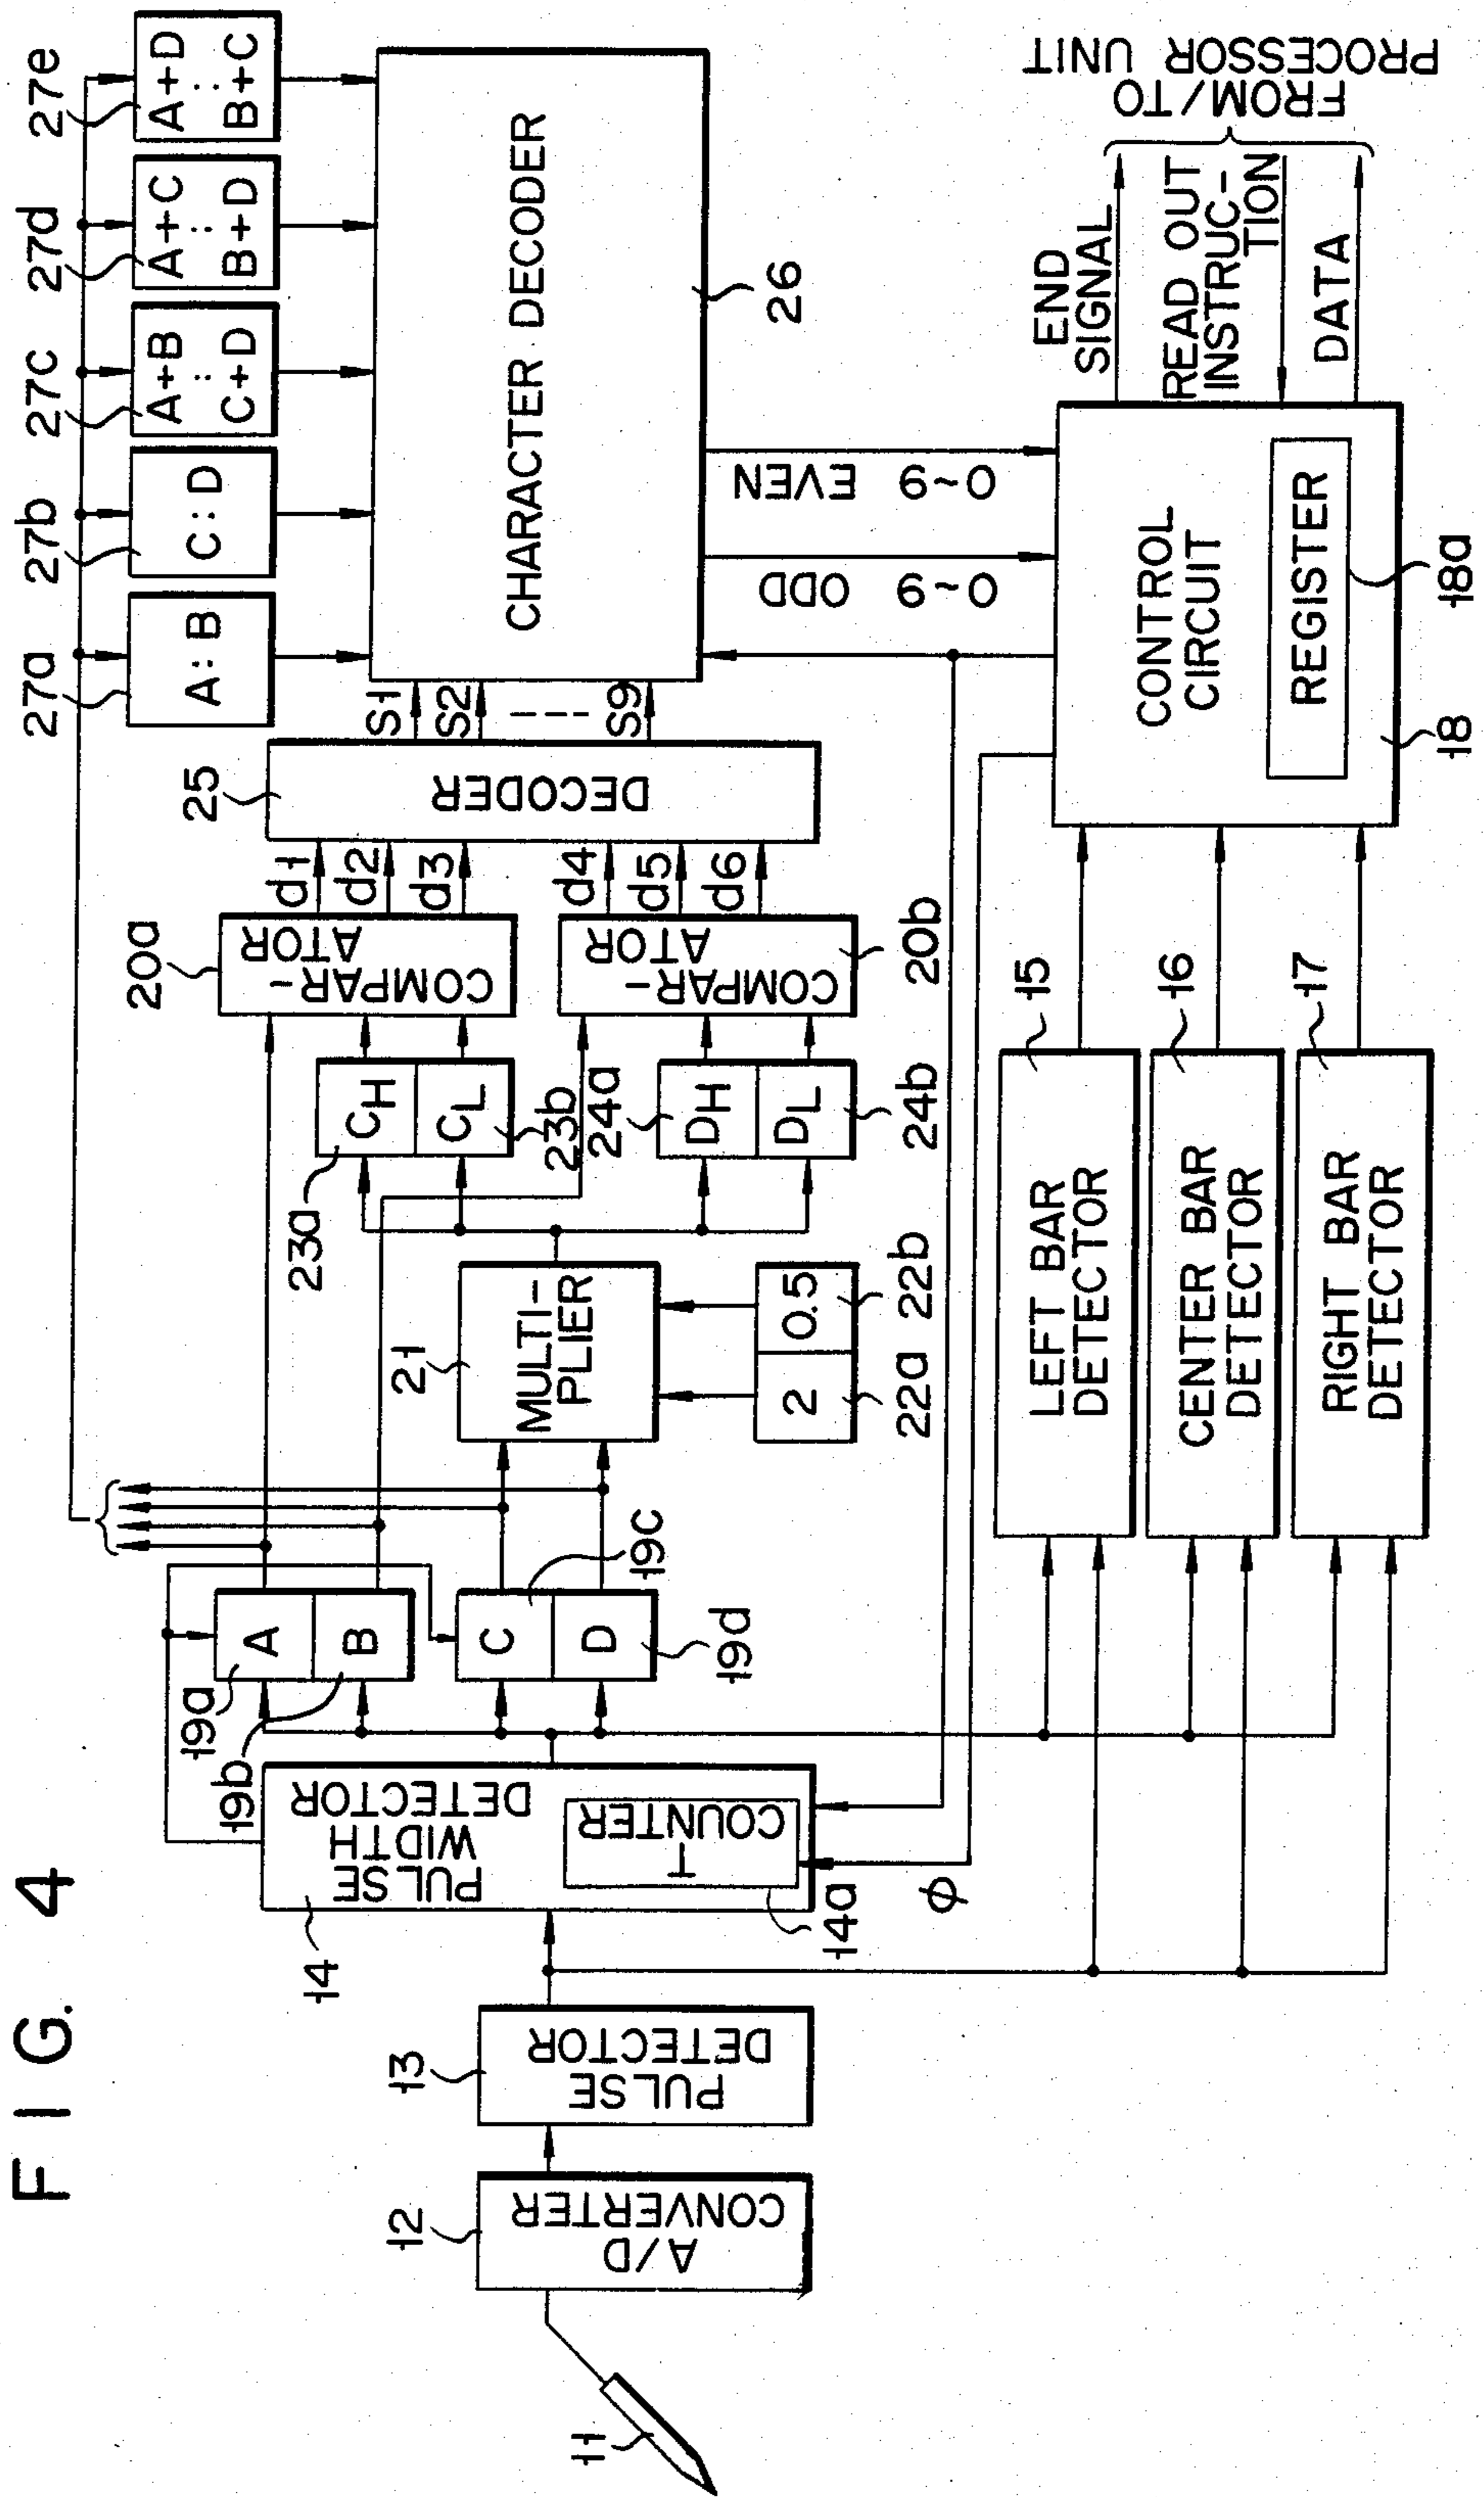 FIG. 4
11
12
A/D
CONVERTER
13
PULSE
DETECTOR
14
PULSE
WIDTH
DETECTOR
T
COUNTER
14a
φ
19a
19b
A
B
C
D
19c
19d
21
MULTI-
PLIER
2
0.5
22a
22b
23a
CH
CL
23b
24a
DH
DL
24b
20a
COMPAR-
ATOR
COMPAR-
ATOR
20b
d1
d2
d3
d4
d5
d6
25
DECODER
S1
S2
S9
27a
A:B
27b
C:D
27c
A+B
:
C+D
27d
A+C
:
B+D
27e
A+D
:
B+C
CHARACTER DECODER
26
ODD
0~9
EVEN
0~9
LEFT BAR
DETECTOR
15
CENTER BAR
DETECTOR
16
RIGHT BAR
DETECTOR
17
CONTROL
CIRCUIT
REGISTER
18
18a
END
SIGNAL
READ OUT
INSTRUC-
TION
DATA
FROM/TO
PROCESSOR UNIT